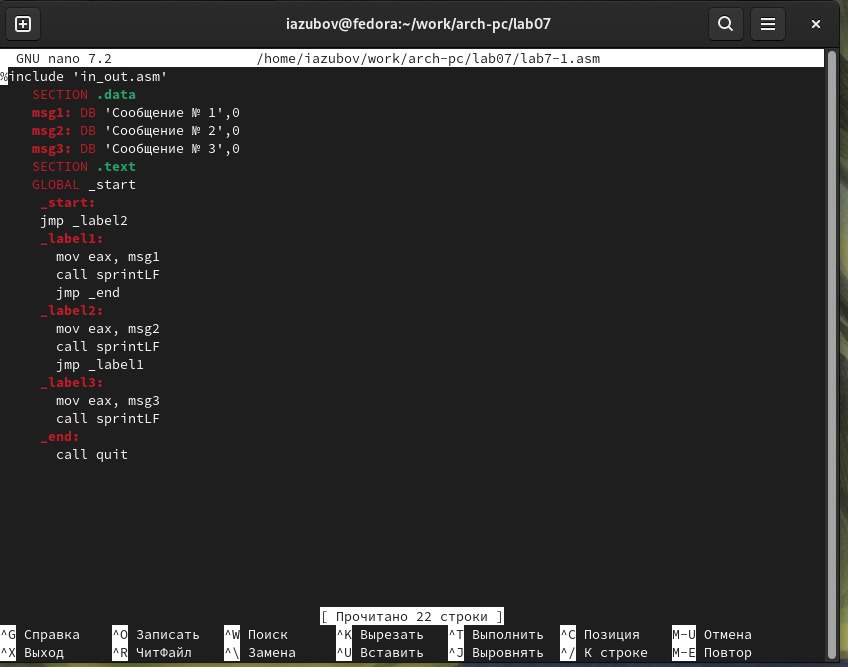 iazubov@fedora:~/work/arch-pc/lab07
GNU nano 7.2 /home/iazubov/work/arch-pc/lab07/lab7-1.asm
%include 'in_out.asm'
SECTION .data
msg1: DB 'Сообщение № 1',0
msg2: DB 'Сообщение № 2',0
msg3: DB 'Сообщение № 3',0
SECTION .text
GLOBAL _start
_start:
jmp _label2
_label1:
mov eax, msg1
call sprintLF
jmp _end
_label2:
mov eax, msg2
call sprintLF
jmp _label1
_label3:
mov eax, msg3
call sprintLF
_end:
call quit
[ Прочитано 22 строки ]
^G Справка ^O Записать ^W Поиск ^K Вырезать ^T Выполнить ^C Позиция M-U Отмена
^X Выход ^R ЧитФайл ^\ Замена ^U Вставить ^J Выровнять ^/ К строке M-E Повтор